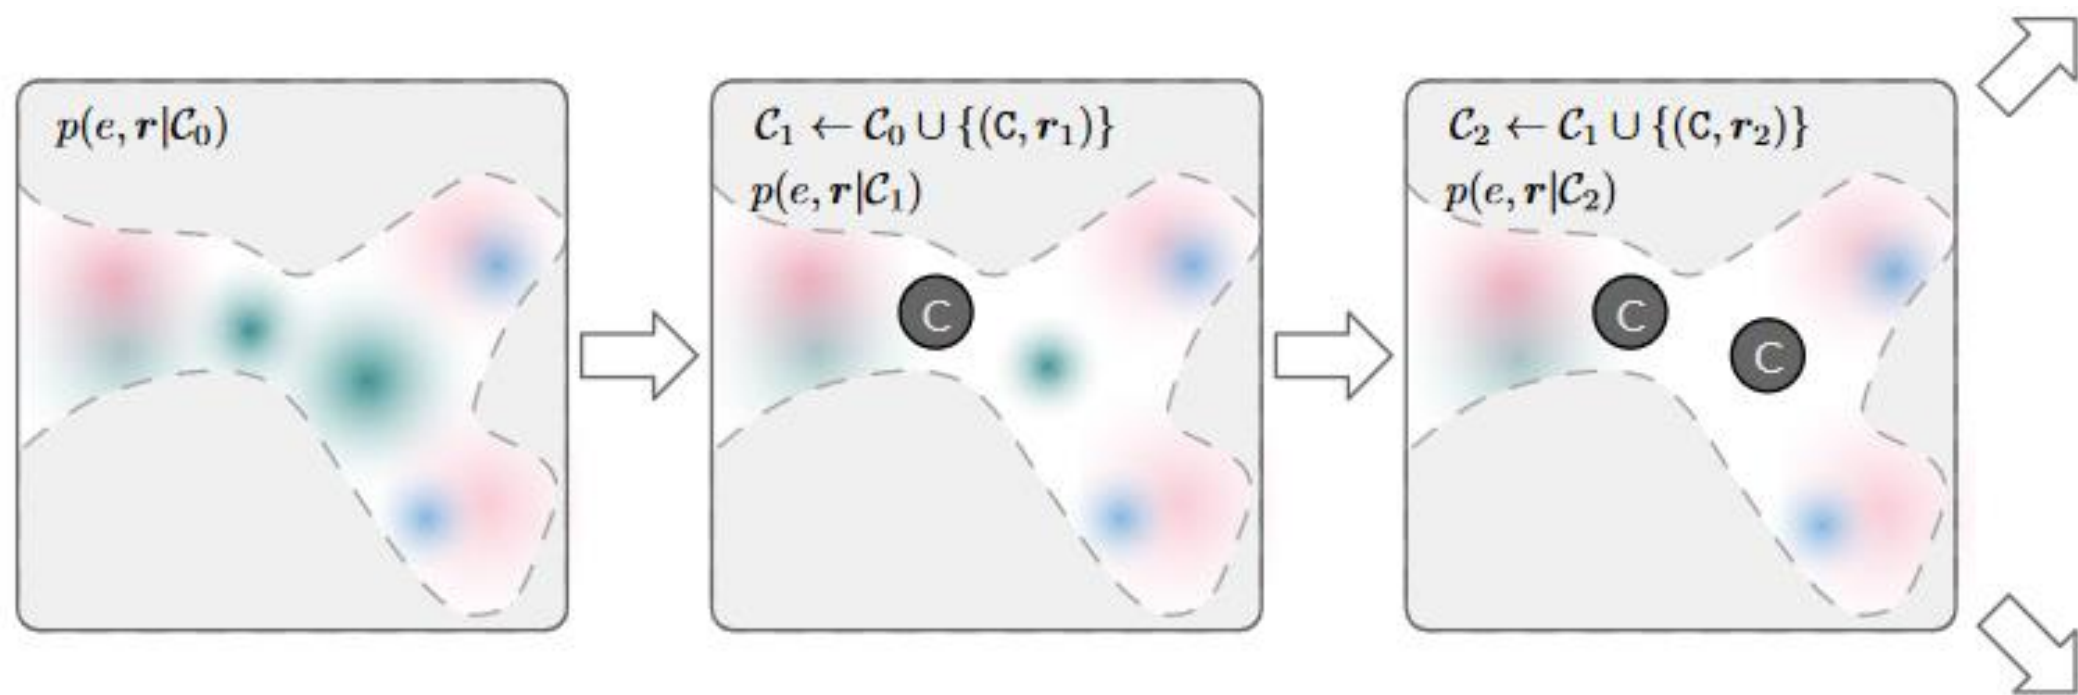 p(e, r|C₀)
C₁ ← C₀ ∪ {(C, r₁)}
p(e, r|C₁)
C
C₂ ← C₁ ∪ {(C, r₂)}
p(e, r|C₂)
C
C